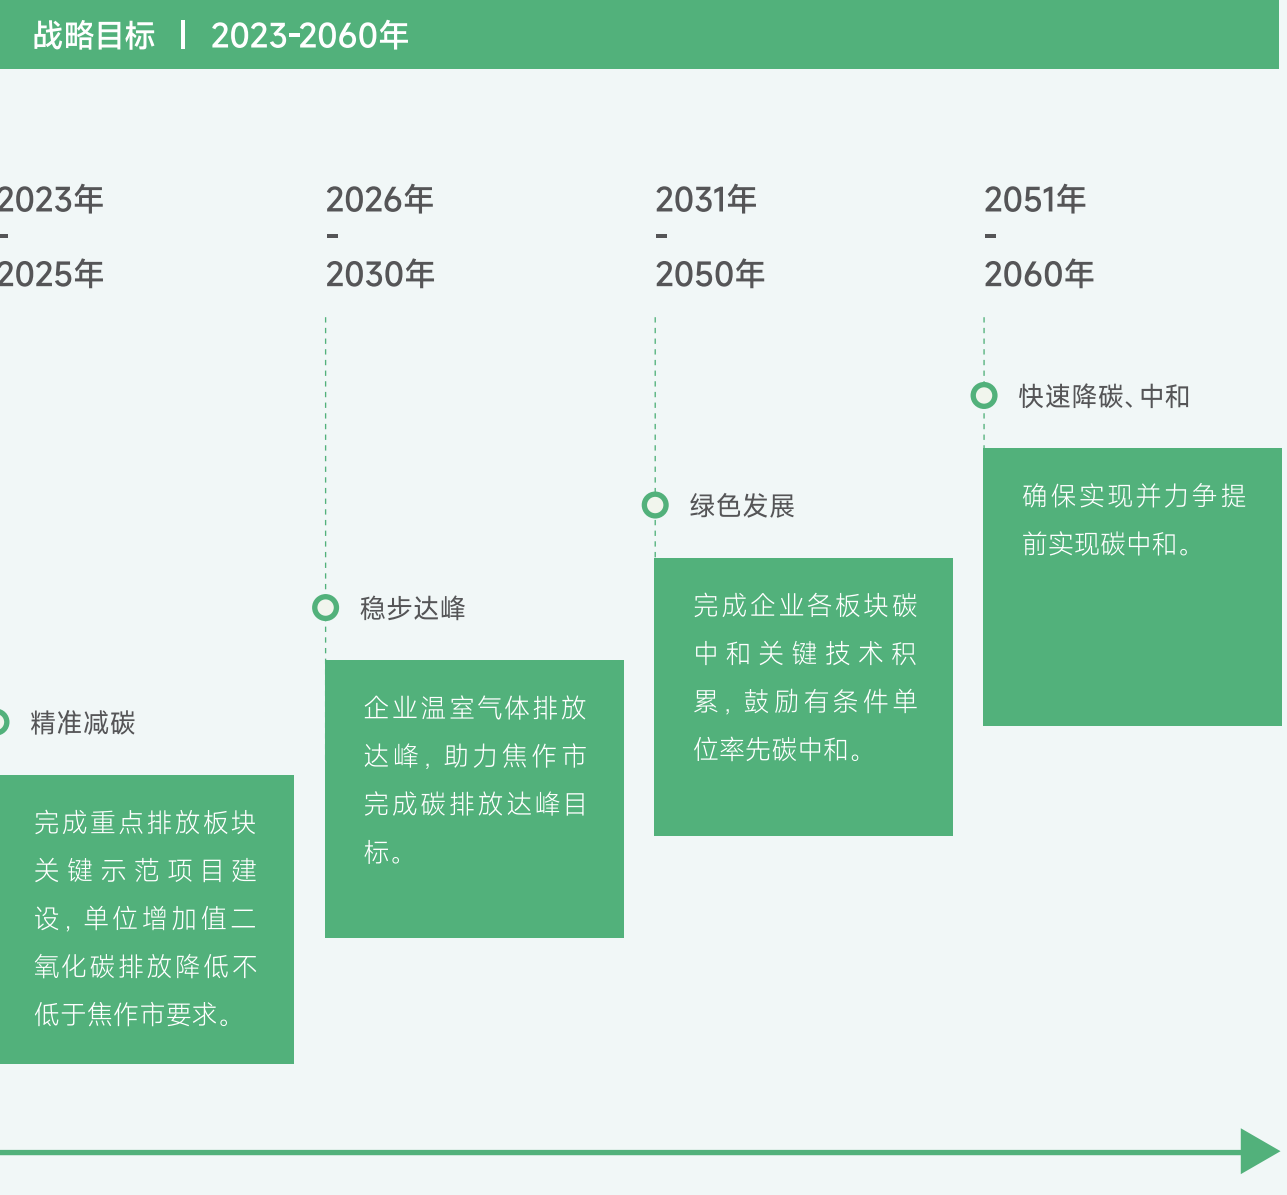 战略目标 | 2023-2060年
2023年
-
2025年
精准减碳
完成重点排放板块
关键示范项目建
设，单位增加值二
氧化碳排放降低不
低于焦作市要求。
2026年
-
2030年
稳步达峰
企业温室气体排放
达峰，助力焦作市
完成碳排放达峰目
标。
2031年
-
2050年
绿色发展
完成企业各板块碳
中和关键技术积
累，鼓励有条件单
位率先碳中和。
2051年
-
2060年
快速降碳、中和
确保实现并力争提
前实现碳中和。